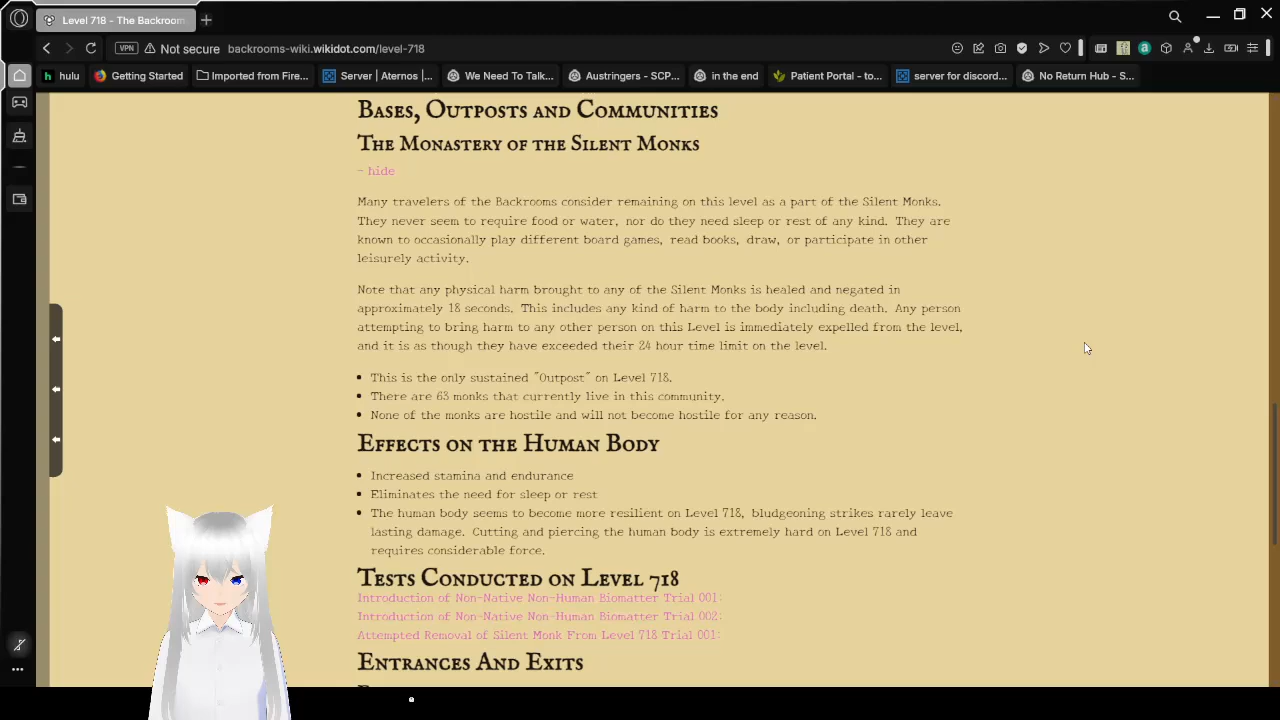 Level 718 - The Backroom
VPN
Not secure
backrooms-wiki.wikidot.com/level-718
hulu
Getting Started
Imported from Fire...
Server | Aternos |...
We Need To Talk...
Austringers - SCP...
in the end
Patient Portal - to...
server for discord...
No Return Hub - S...
Bases, Outposts and Communities
The Monastery of the Silent Monks
- hide
Many travelers of the Backrooms consider remaining on this level as a part of the Silent Monks.
They never seem to require food or water, nor do they need sleep or rest of any kind. They are
known to occasionally play different board games, read books, draw, or participate in other
leisurely activity.
Note that any physical harm brought to any of the Silent Monks is healed and negated in
approximately 18 seconds. This includes any kind of harm to the body including death. Any person
attempting to bring harm to any other person on this Level is immediately expelled from the level,
and it is as though they have exceeded their 24 hour time limit on the level.
This is the only sustained "Outpost" on Level 718.
There are 63 monks that currently live in this community.
None of the monks are hostile and will not become hostile for any reason.
Effects on the Human Body
Increased stamina and endurance
Eliminates the need for sleep or rest
The human body seems to become more resilient on Level 718, bludgeoning strikes rarely leave
lasting damage. Cutting and piercing the human body is extremely hard on Level 718 and
requires considerable force.
Tests Conducted on Level 718
Introduction of Non-Native Non-Human Biomatter Trial 001:
Introduction of Non-Native Non-Human Biomatter Trial 002:
Attempted Removal of Silent Monk From Level 718 Trial 001:
Entrances And Exits